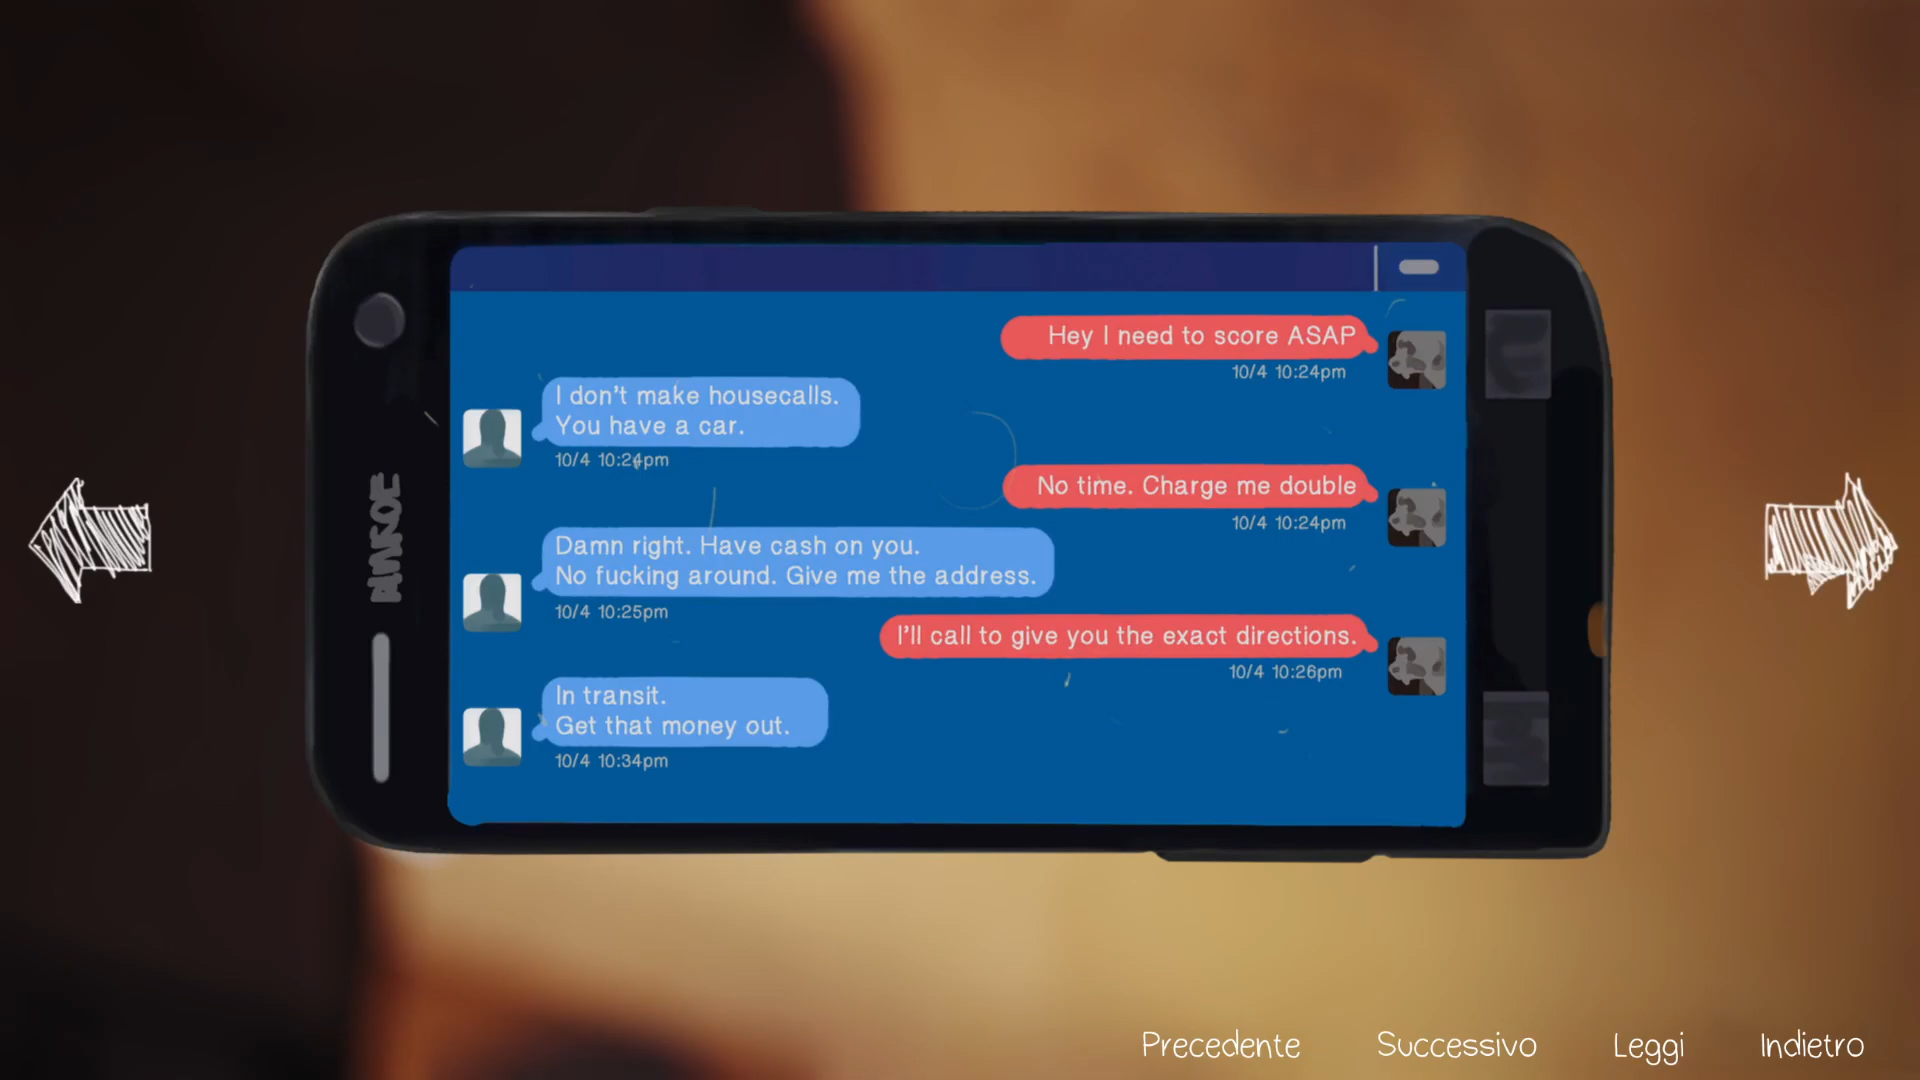 Hey I need to score ASAP
10/4 10:24pm
I don't make housecalls.
You have a car.
10/4 10:24pm
No time. Charge me double
10/4 10:24pm
Damn right. Have cash on you.
No fucking around. Give me the address.
10/4 10:25pm
I'll call to give you the exact directions.
10/4 10:26pm
In transit.
Get that money out.
10/4 10:34pm
Precedente
Successivo
Leggi
Indietro